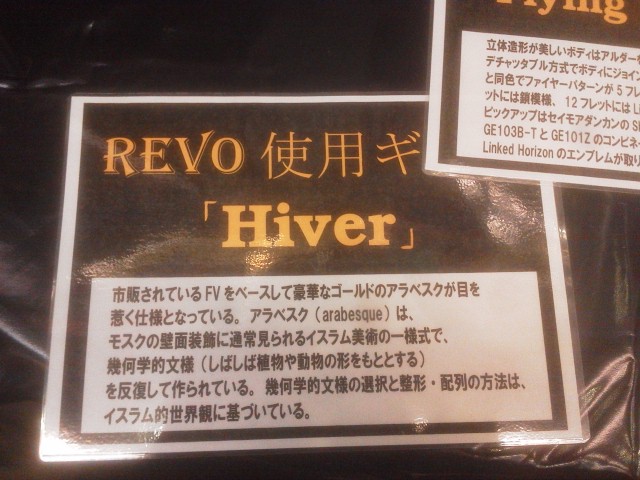 REVO 使用ギ
「Hiver」
市販されているFVをベースして豪華なゴールドのアラベスクが目を
惹く仕様となっている。アラベスク(arabesque)は、
モスクの壁面装飾に通常見られるイスラム美術の一様式で、
幾何学的文様(しばしば植物や動物の形をもととする)
を反復して作られている。幾何学的文様の選択と整形・配列の方法は、
イスラム的世界観に基づいている。
Flying
立体造形が美しいボディはアルダーを
デチャッタブル方式でボディにジョイン
と同色でファイヤーパターンが5フレ
ットには鎖模様、12フレットにはL
ピックアップはセイモアダンカンのS
GE103B-TとGE101Zのコンビネ
Linked Horizonのエンブレムが取り